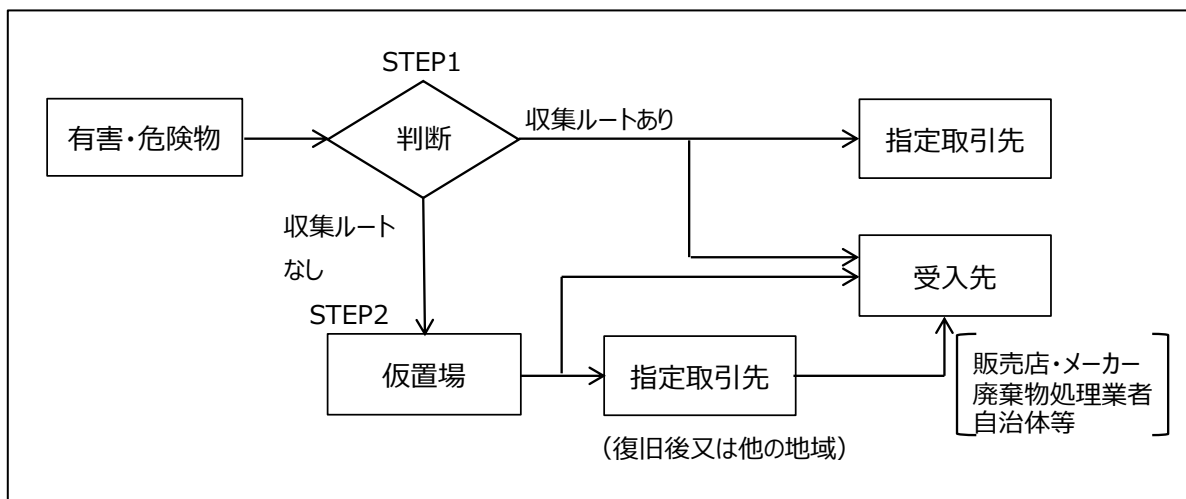 STEP1
有害・危険物
判断
収集ルートあり
指定取引先
収集ルート
なし
受入先
STEP2
仮置場
指定取引先
販売店・メーカー
廃棄物処理業者
自治体等
（復旧後又は他の地域）